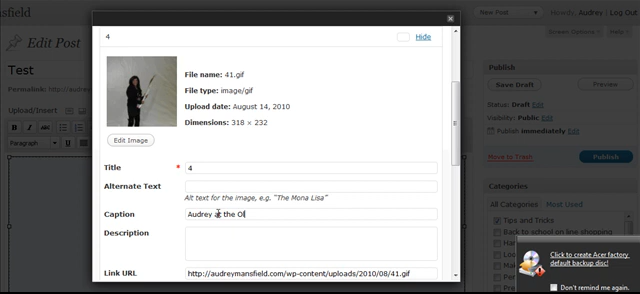 nsfield
New Post
Howdy, Audrey | Log Out
Edit Post
Screen Options
Help
4
Hide
Test
File name: 41.gif
File type: image/gif
Upload date: August 14, 2010
Dimensions: 318 × 232
Edit Image
Permalink: http://audrey
Upload/Insert
B I ABC
Paragraph U
Title * 4
Alternate Text
Alt text for the image, e.g. "The Mona Lisa"
Caption Audrey at the Ol
Description
Link URL http://audreymansfield.com/wp-content/uploads/2010/08/41.gif
Publish
Save Draft Preview
Status: Draft Edit
Visibility: Public Edit
Publish immediately Edit
Move to Trash Publish
Categories
All Categories Most Used
Tips and Tricks
Back to school on line shopping
Click to create Acer factory
default backup disc!
Don't remind me again.